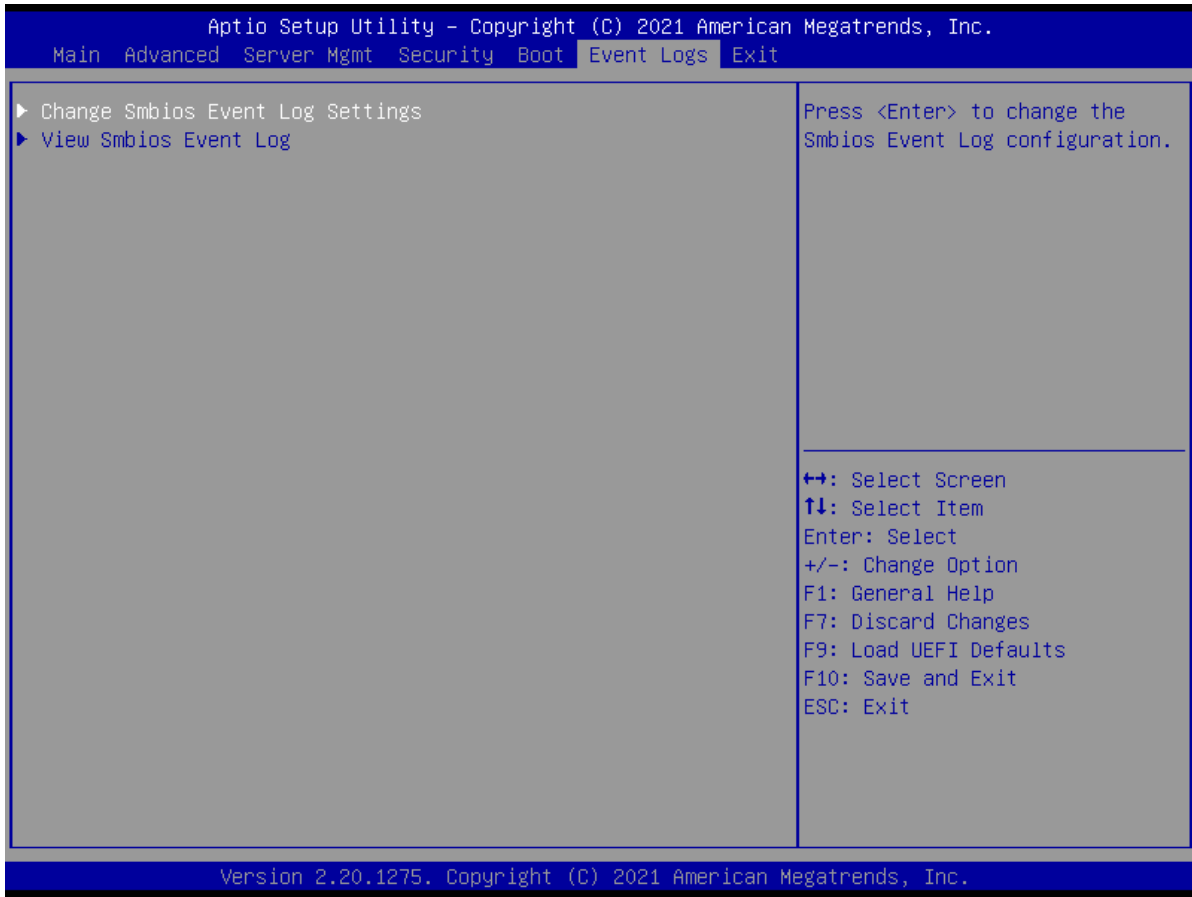 Aptio Setup Utility – Copyright (C) 2021 American Megatrends, Inc.
Main Advanced Server Mgmt Security Boot Event Logs Exit
▶ Change Smbios Event Log Settings
▶ View Smbios Event Log
Press <Enter> to change the
Smbios Event Log configuration.
↔: Select Screen
↑↓: Select Item
Enter: Select
+/-: Change Option
F1: General Help
F7: Discard Changes
F9: Load UEFI Defaults
F10: Save and Exit
ESC: Exit
Version 2.20.1275. Copyright (C) 2021 American Megatrends, Inc.